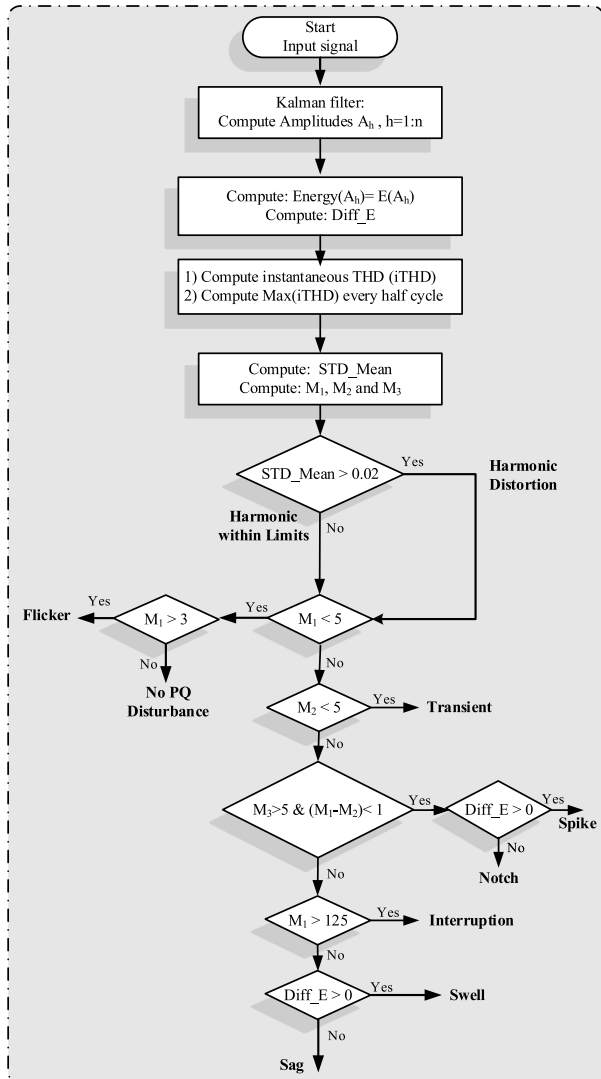 Start
Input signal
Kalman filter:
Compute Amplitudes Aₕ , h=1:n
Compute: Energy(Aₕ)= E(Aₕ)
Compute: Diff_E
1) Compute instantaneous THD (iTHD)
2) Compute Max(iTHD) every half cycle
Compute: STD_Mean
Compute: M₁, M₂ and M₃
STD_Mean > 0.02
Yes
Harmonic
Distortion
Harmonic
within Limits
No
Flicker
Yes
M₁ > 3
Yes
M₁ < 5
No
No PQ
Disturbance
No
M₂ < 5
Yes
Transient
No
M₃>5 & (M₁-M₂)< 1
Yes
Diff_E > 0
Yes
Spike
No
Notch
No
M₁ > 125
Yes
Interruption
No
Diff_E > 0
Yes
Swell
No
Sag